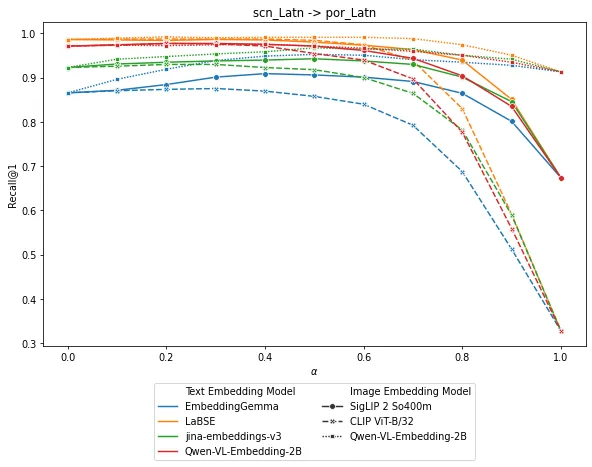 scn_Latn -> por_Latn
Recall@1
1.0
0.9
0.8
0.7
0.6
0.5
0.4
0.3
0.0 0.2 0.4 0.6 0.8 1.0
α
Text Embedding Model
EmbeddingGemma
LaBSE
jina-embeddings-v3
Qwen-VL-Embedding-2B
Image Embedding Model
SigLIP 2 So400m
CLIP ViT-B/32
Qwen-VL-Embedding-2B